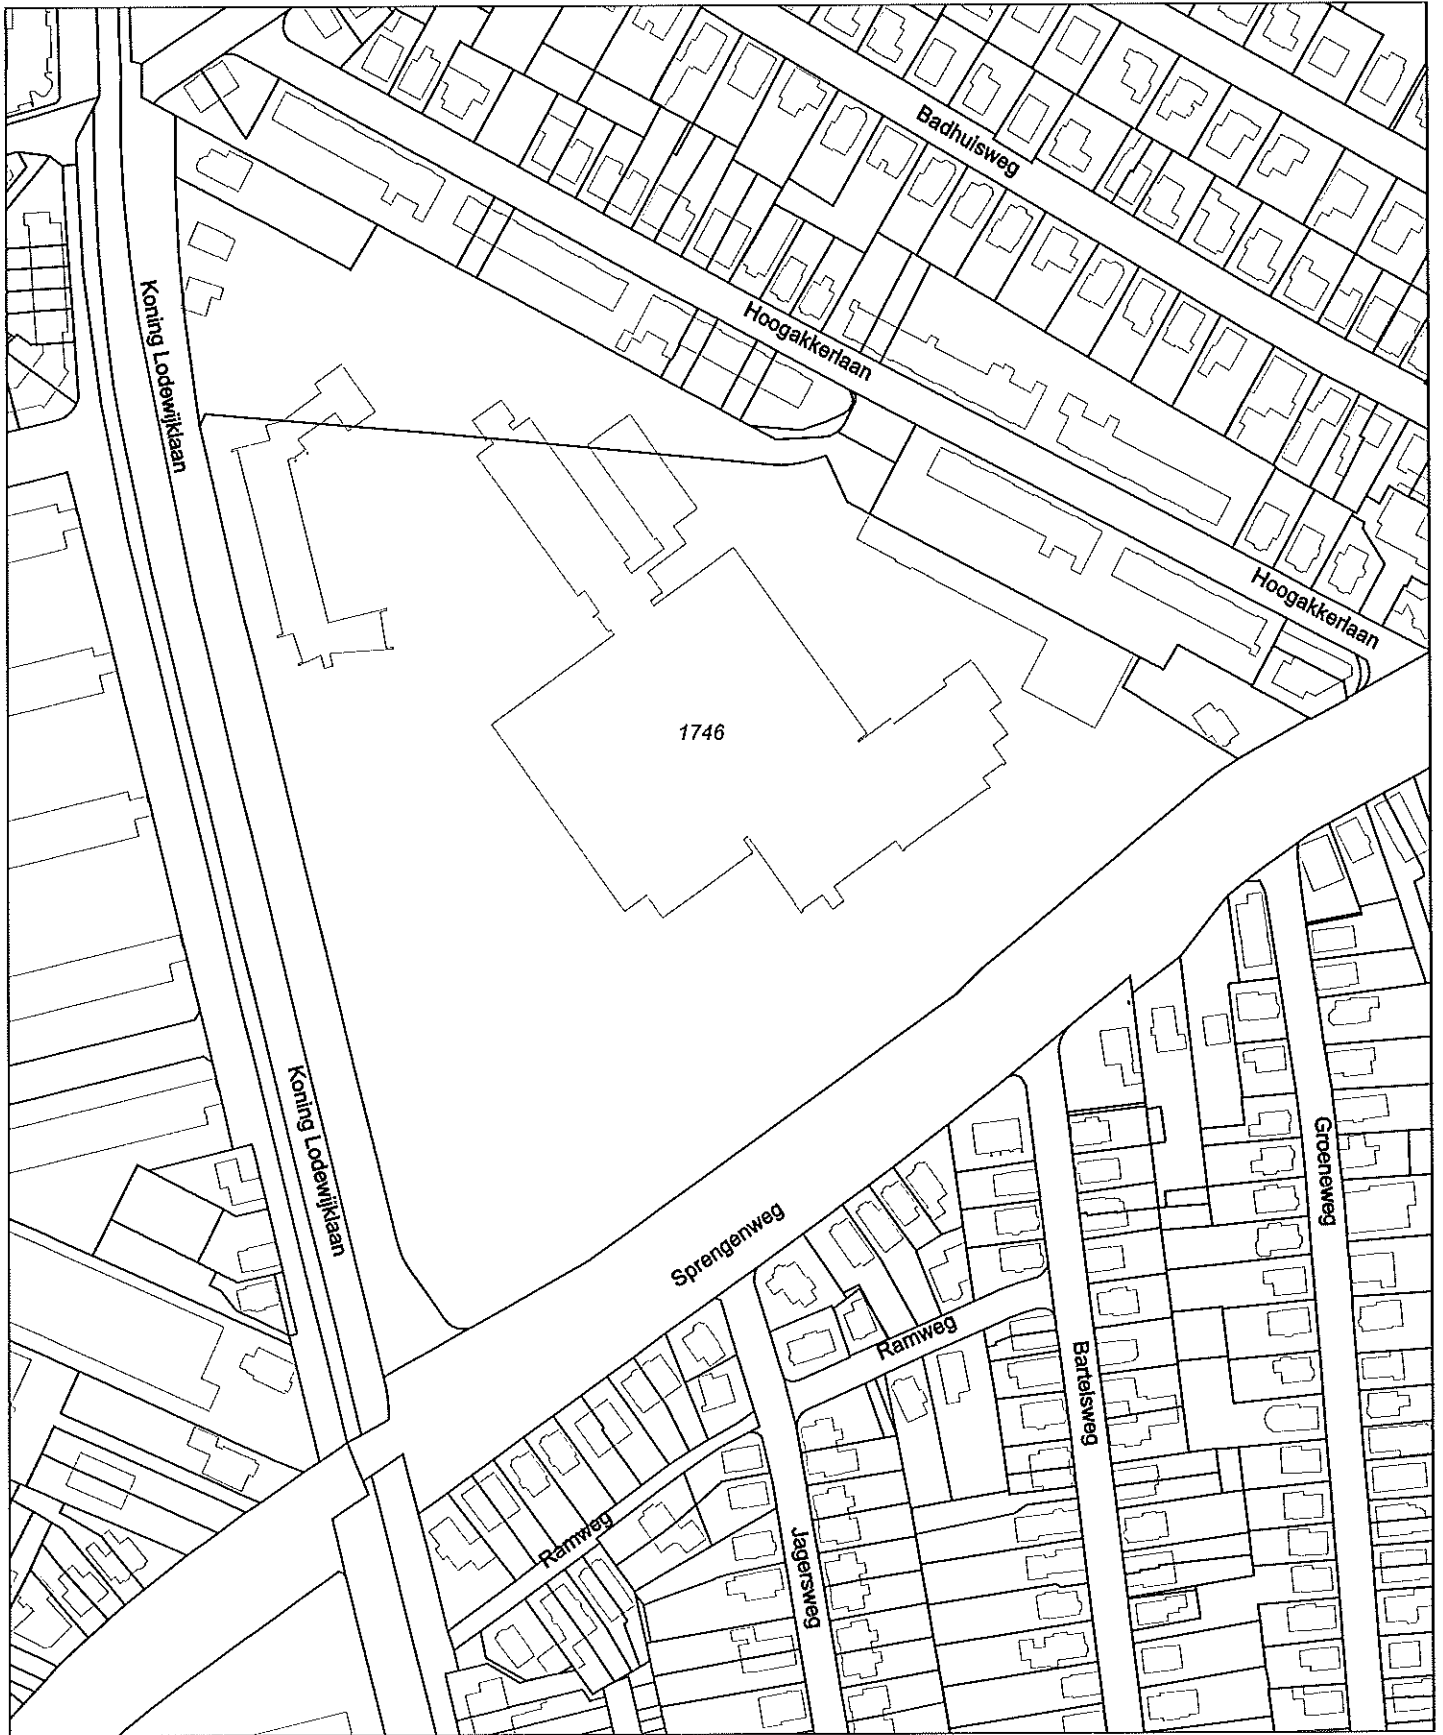 Badhuisweg
Koning Lodewijklaan
Hoogakkerlaan
Hoogakkerlaan
1746
Koning Lodewijklaan
Groeneweg
Sprengenweg
Ramweg
Bartelsweg
Ramweg
Jagersweg